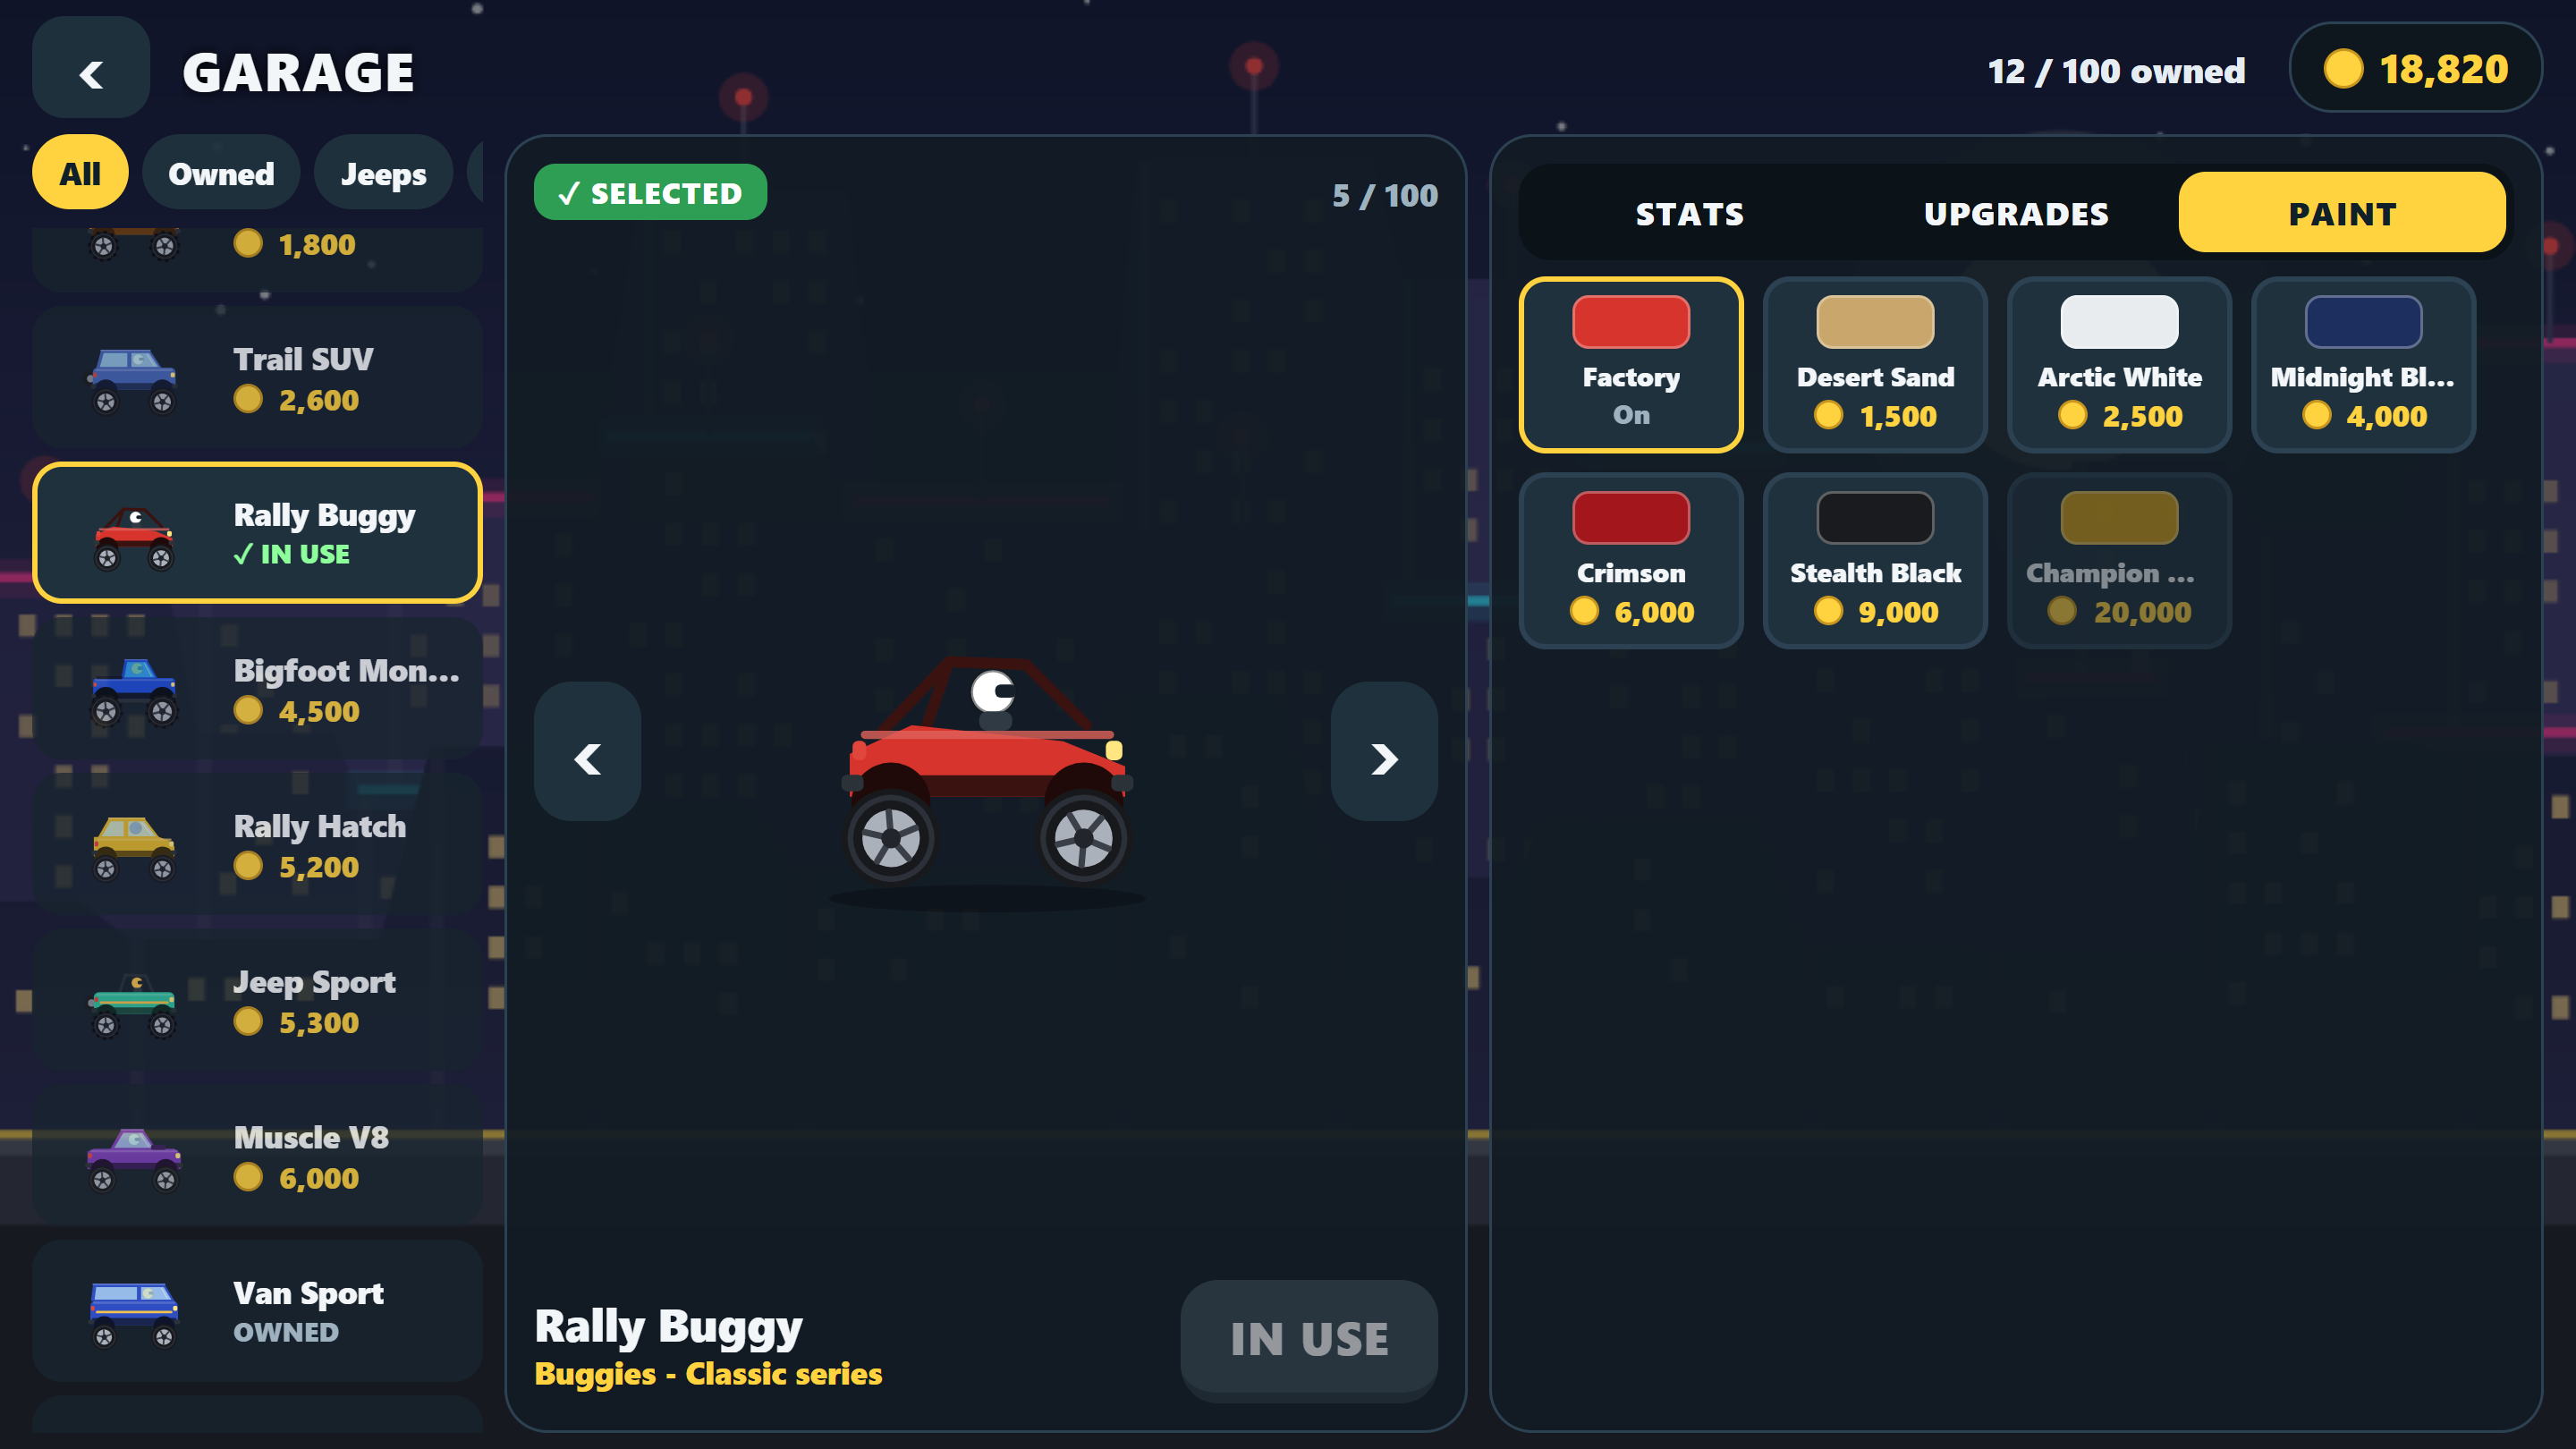 GARAGE
12 / 100 owned
18,820
All
Owned
Jeeps
1,800
Trail SUV
2,600
Rally Buggy
✓ IN USE
Bigfoot Mon...
4,500
Rally Hatch
5,200
Jeep Sport
5,300
Muscle V8
6,000
Van Sport
OWNED
✓ SELECTED
5 / 100
Rally Buggy
Buggies - Classic series
IN USE
STATS
UPGRADES
PAINT
Factory
On
Desert Sand
1,500
Arctic White
2,500
Midnight Bl...
4,000
Crimson
6,000
Stealth Black
9,000
Champion ...
20,000